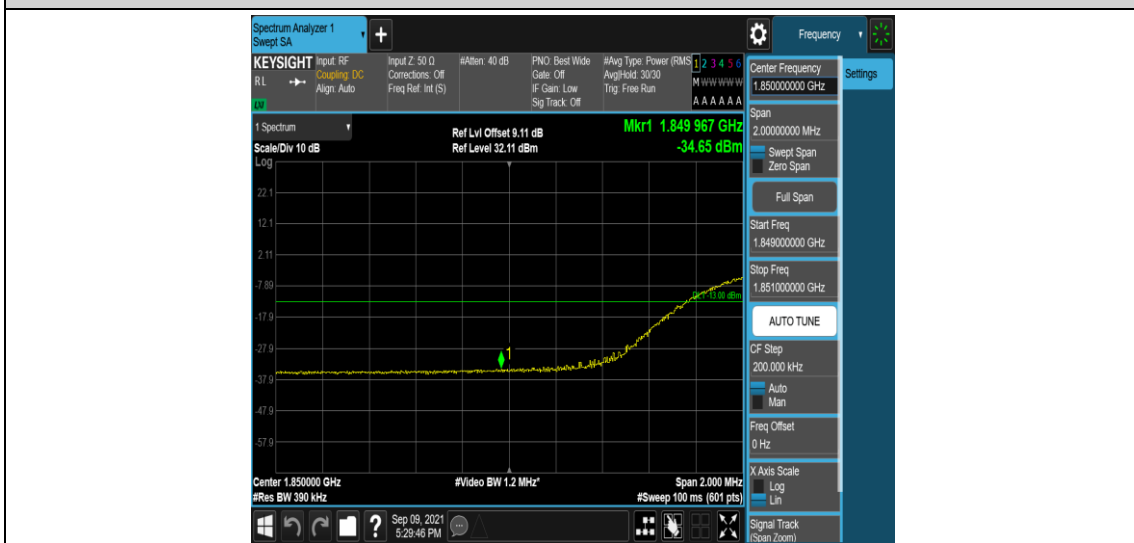 Spectrum Analyzer 1
Swept SA
+
Frequency
KEYSIGHT
RL
LXI
Input: RF
Coupling: DC
Align: Auto
Input Z: 50 Ω
Corrections: Off
Freq Ref: Int (S)
#Atten: 40 dB
PNO: Best Wide
Gate: Off
IF Gain: Low
Sig Track: Off
#Avg Type: Power (RMS
Avg|Hold: 30/30
Trig: Free Run
1 2 3 4 5 6
M W W W W W
A A A A A A
1 Spectrum
Scale/Div 10 dB
Log
Ref Lvl Offset 9.11 dB
Ref Level 32.11 dBm
Mkr1 1.849 967 GHz
-34.65 dBm
22.1
12.1
2.11
-7.89
-17.9
-27.9
-37.9
-47.9
-57.9
DL1 -13.00 dBm
1
Center 1.850000 GHz
#Res BW 390 kHz
#Video BW 1.2 MHz*
Span 2.000 MHz
#Sweep 100 ms (601 pts)
?
Sep 09, 2021
5:29:46 PM
Center Frequency
1.850000000 GHz
Settings
Span
2.00000000 MHz
Swept Span
Zero Span
Full Span
Start Freq
1.849000000 GHz
Stop Freq
1.851000000 GHz
AUTO TUNE
CF Step
200.000 kHz
Auto
Man
Freq Offset
0 Hz
X Axis Scale
Log
Lin
Signal Track
(Span Zoom)